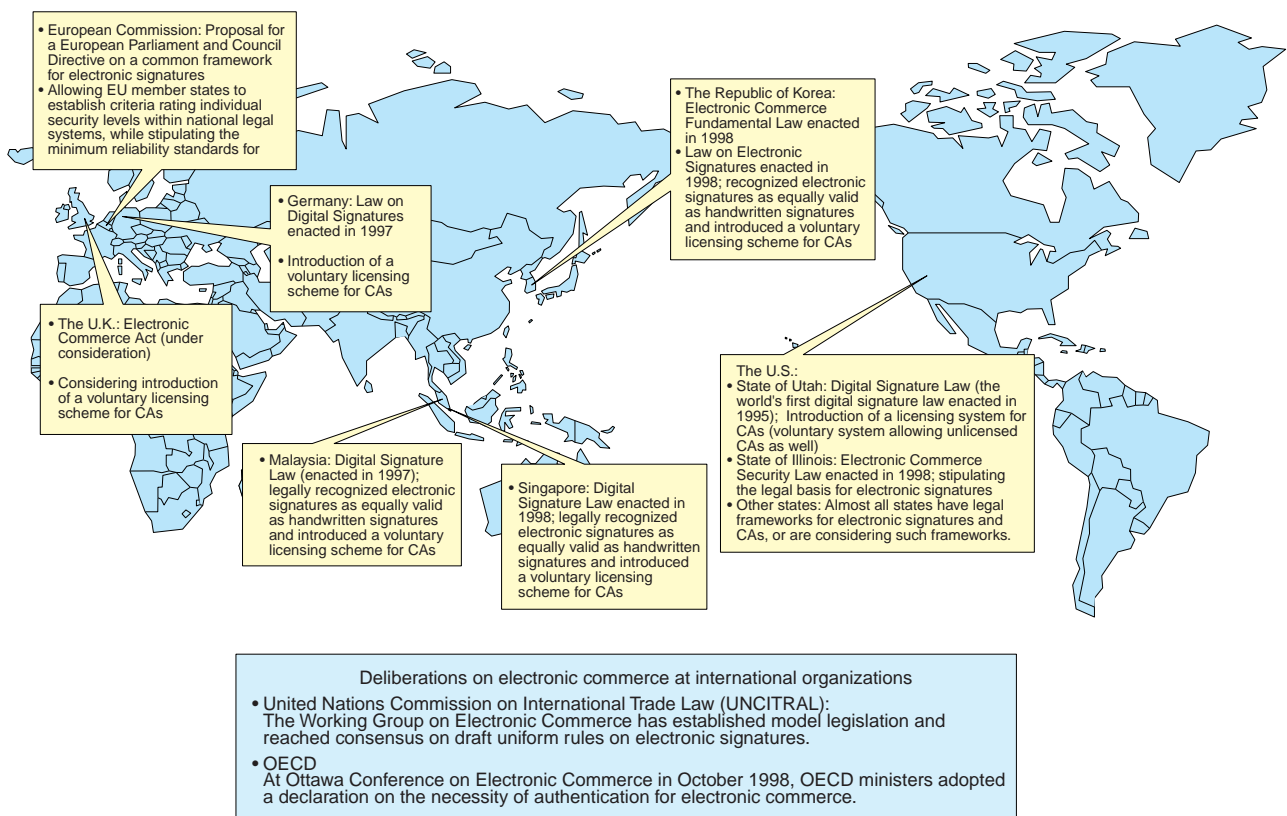 • European Commission: Proposal for
a European Parliament and Council
Directive on a common framework
for electronic signatures
• Allowing EU member states to
establish criteria rating individual
security levels within national legal
systems, while stipulating the
minimum reliability standards for
• Germany: Law on
Digital Signatures
enacted in 1997
• Introduction of a
voluntary licensing
scheme for CAs
• The Republic of Korea:
Electronic Commerce
Fundamental Law enacted
in 1998
• Law on Electronic
Signatures enacted in
1998; recognized electronic
signatures as equally valid
as handwritten signatures
and introduced a voluntary
licensing scheme for CAs
• The U.K.: Electronic
Commerce Act (under
consideration)
• Considering introduction
of a voluntary licensing
scheme for CAs
• Malaysia: Digital Signature
Law (enacted in 1997);
legally recognized electronic
signatures as equally valid
as handwritten signatures
and introduced a voluntary
licensing scheme for CAs
• Singapore: Digital
Signature Law enacted in
1998; legally recognized
electronic signatures as
equally valid as handwritten
signatures and introduced
a voluntary licensing
scheme for CAs
The U.S.:
• State of Utah: Digital Signature Law (the
world's first digital signature law enacted in
1995); Introduction of a licensing system for
CAs (voluntary system allowing unlicensed
CAs as well)
• State of Illinois: Electronic Commerce
Security Law enacted in 1998; stipulating
the legal basis for electronic signatures
• Other states: Almost all states have legal
frameworks for electronic signatures and
CAs, or are considering such frameworks.
Deliberations on electronic commerce at international organizations
• United Nations Commission on International Trade Law (UNCITRAL):
The Working Group on Electronic Commerce has established model legislation and
reached consensus on draft uniform rules on electronic signatures.
• OECD
At Ottawa Conference on Electronic Commerce in October 1998, OECD ministers adopted
a declaration on the necessity of authentication for electronic commerce.